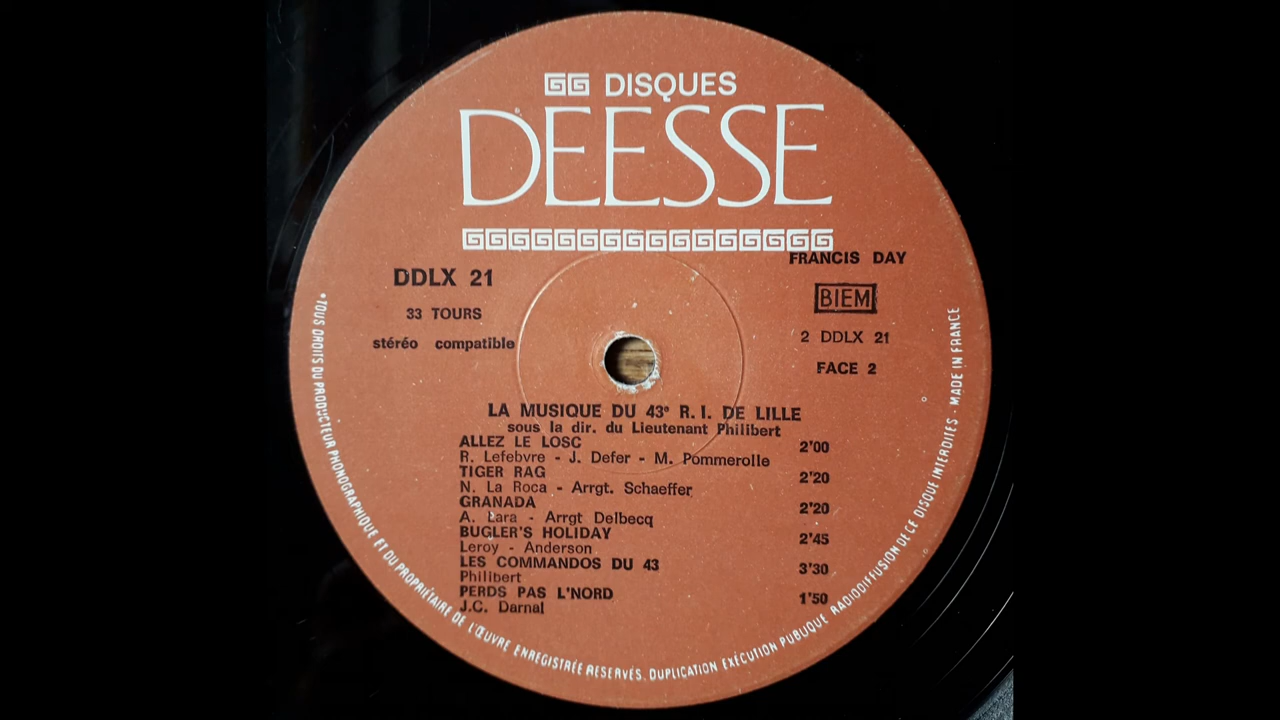 DISQUES
DEESSE
FRANCIS DAY
DDLX 21
BIEM
33 TOURS
2 DDLX 21
stéréo compatible
FACE 2
LA MUSIQUE DU 43e R.I. DE LILLE
sous la dir. du Lieutenant Philibert
ALLEZ LE LOSC 2'00
R. Lefebvre - J. Defer - M. Pommerolle
TIGER RAG 2'20
N. La Roca - Arrgt. Schaeffer
GRANADA 2'20
A. Lara - Arrgt Delbecq
BUGLER'S HOLIDAY 2'45
Leroy - Anderson
LES COMMANDOS DU 43 3'30
Philibert
PERDS PAS L'NORD 1'50
J.C. Darnal
•TOUS DROITS DU PRODUCTEUR PHONOGRAPHIQUE ET DU PROPRIÉTAIRE DE L'ŒUVRE ENREGISTRÉE RESERVÉS. DUPLICATION EXÉCUTION PUBLIQUE RADIODIFFUSION DE CE DISQUE INTERDITES - MADE IN FRANCE